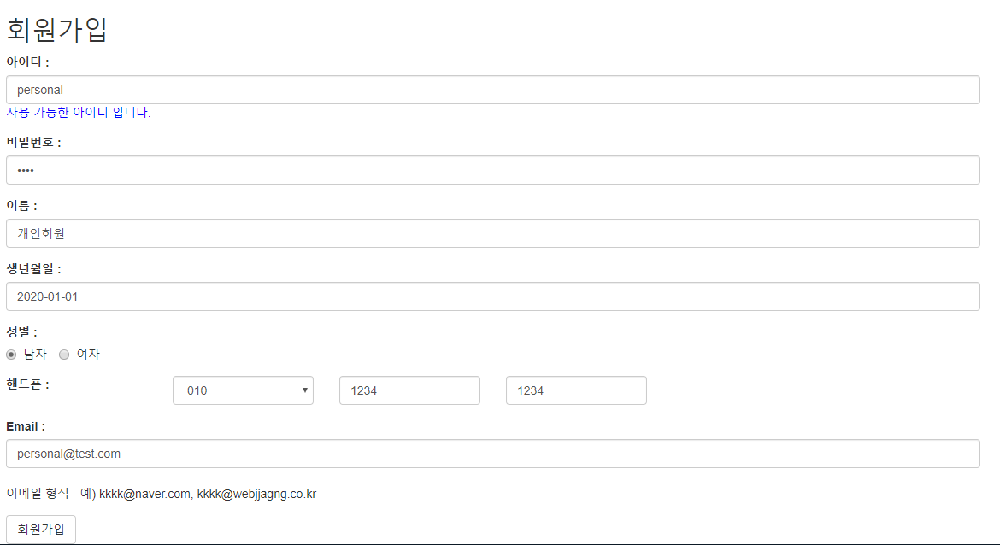 회원가입
아이디 :
personal
사용 가능한 아이디 입니다.
비밀번호 :
••••
이름 :
개인회원
생년월일 :
2020-01-01
성별 :
남자 여자
핸드폰 : 010 1234 1234
Email :
personal@test.com
이메일 형식 - 예) kkkk@naver.com, kkkk@webjjagng.co.kr
회원가입